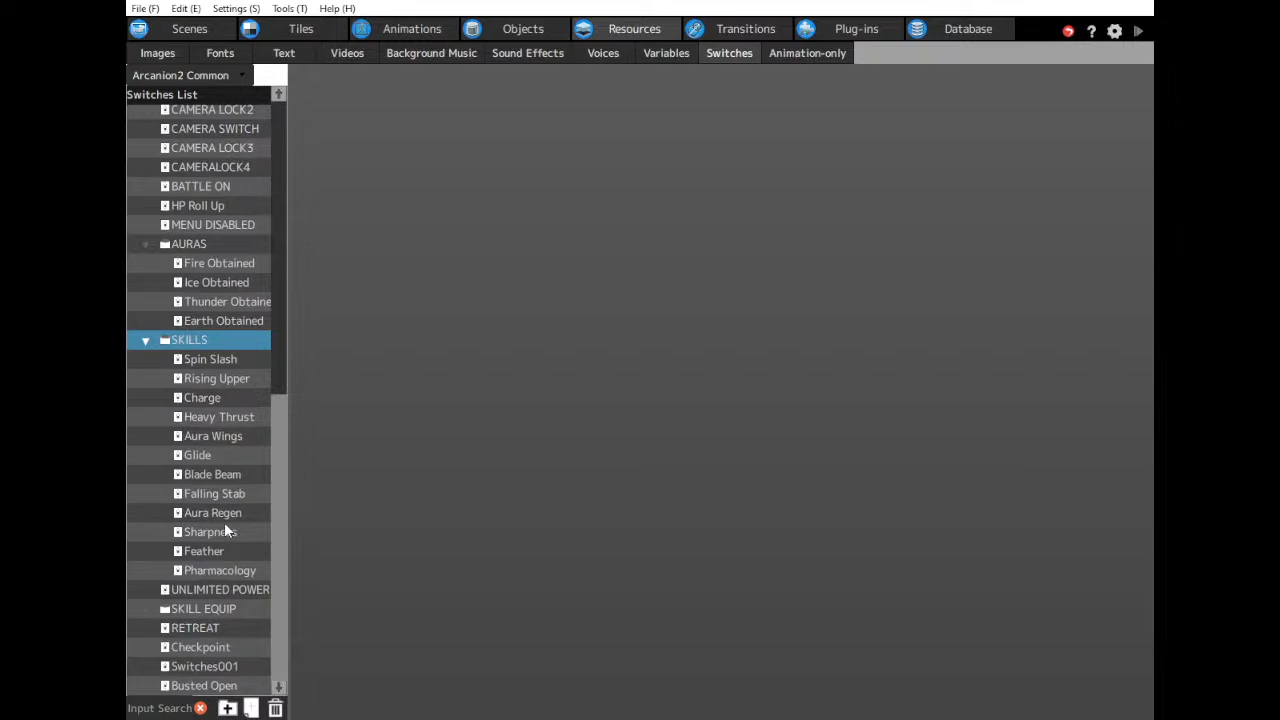 File (F) Edit (E) Settings (S) Tools (T) Help (H)
Scenes Tiles Animations Objects Resources Transitions Plug-ins Database
Images Fonts Text Videos Background Music Sound Effects Voices Variables Switches Animation-only
Arcanion2 Common
Switches List
CAMERA LOCK2
CAMERA SWITCH
CAMERA LOCK3
CAMERALOCK4
BATTLE ON
HP Roll Up
MENU DISABLED
AURAS
Fire Obtained
Ice Obtained
Thunder Obtaine
Earth Obtained
SKILLS
Spin Slash
Rising Upper
Charge
Heavy Thrust
Aura Wings
Glide
Blade Beam
Falling Stab
Aura Regen
Sharpness
Feather
Pharmacology
UNLIMITED POWER
SKILL EQUIP
RETREAT
Checkpoint
Switches001
Busted Open
Input Search